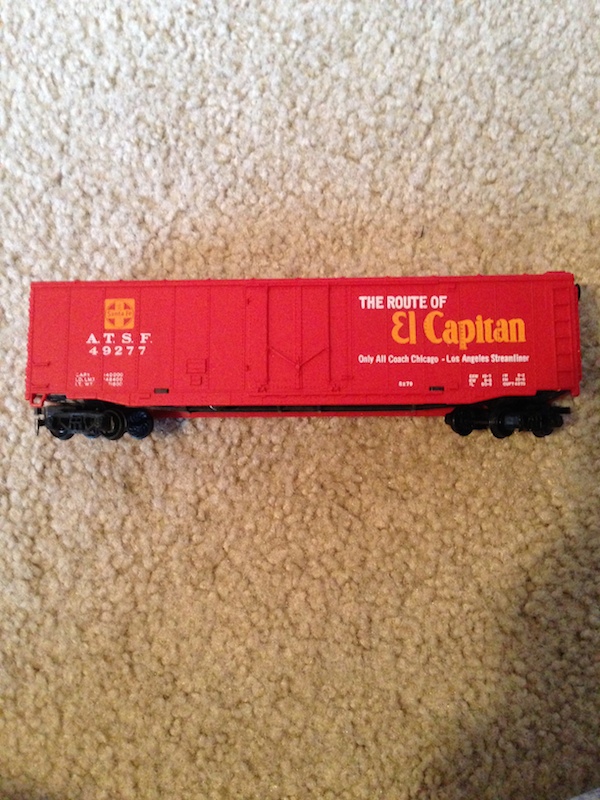 Santa Fe
A.T.S.F.
49277
THE ROUTE OF
El Capitan
Only All Coach Chicago - Los Angeles Streamliner